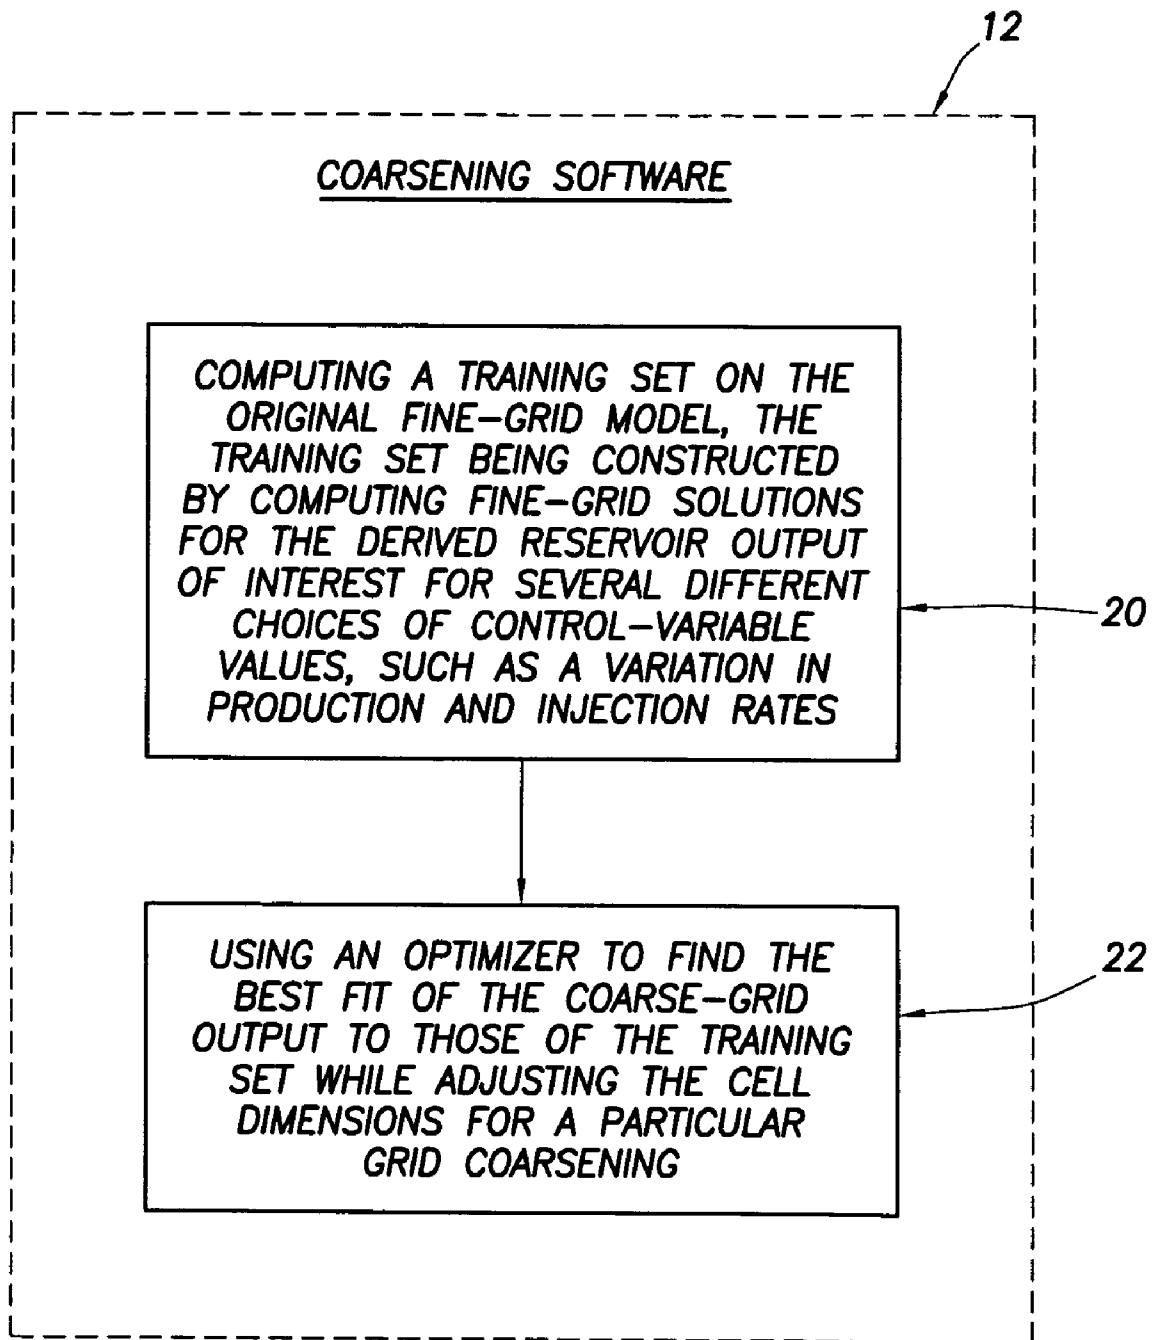 12
COARSENING SOFTWARE
COMPUTING A TRAINING SET ON THE
ORIGINAL FINE-GRID MODEL, THE
TRAINING SET BEING CONSTRUCTED
BY COMPUTING FINE-GRID SOLUTIONS
FOR THE DERIVED RESERVOIR OUTPUT
OF INTEREST FOR SEVERAL DIFFERENT
CHOICES OF CONTROL-VARIABLE
VALUES, SUCH AS A VARIATION IN
PRODUCTION AND INJECTION RATES
20
USING AN OPTIMIZER TO FIND THE
BEST FIT OF THE COARSE-GRID
OUTPUT TO THOSE OF THE TRAINING
SET WHILE ADJUSTING THE CELL
DIMENSIONS FOR A PARTICULAR
GRID COARSENING
22